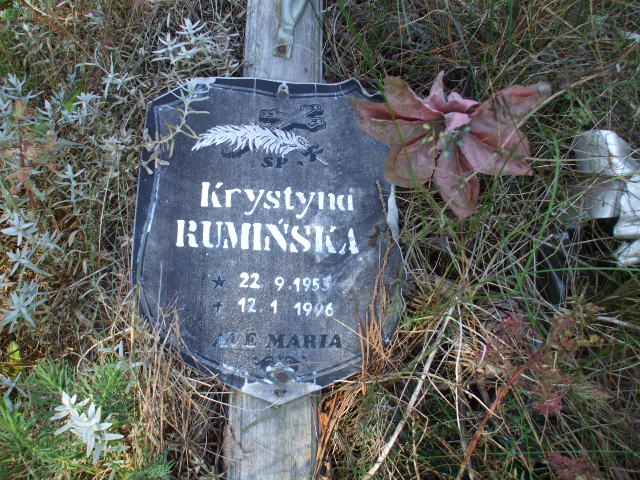 SP
Krystyna
RUMIŃSKA
★ 22 9.1953
+ 12.1 1996
AVE MARIA